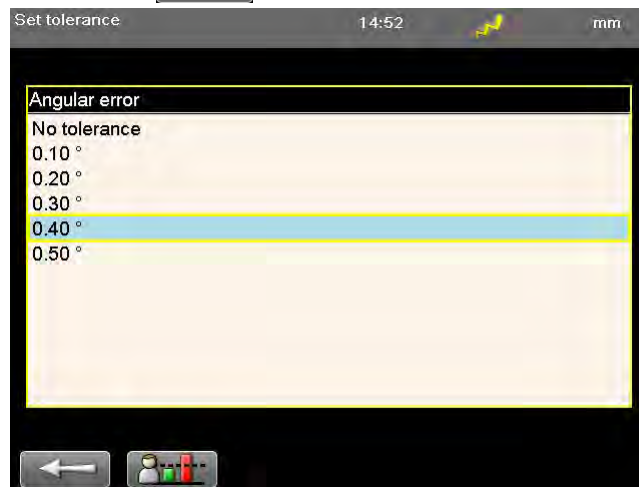 Set tolerance 14:52 mm
Angular error
No tolerance
0.10 °
0.20 °
0.30 °
0.40 °
0.50 °